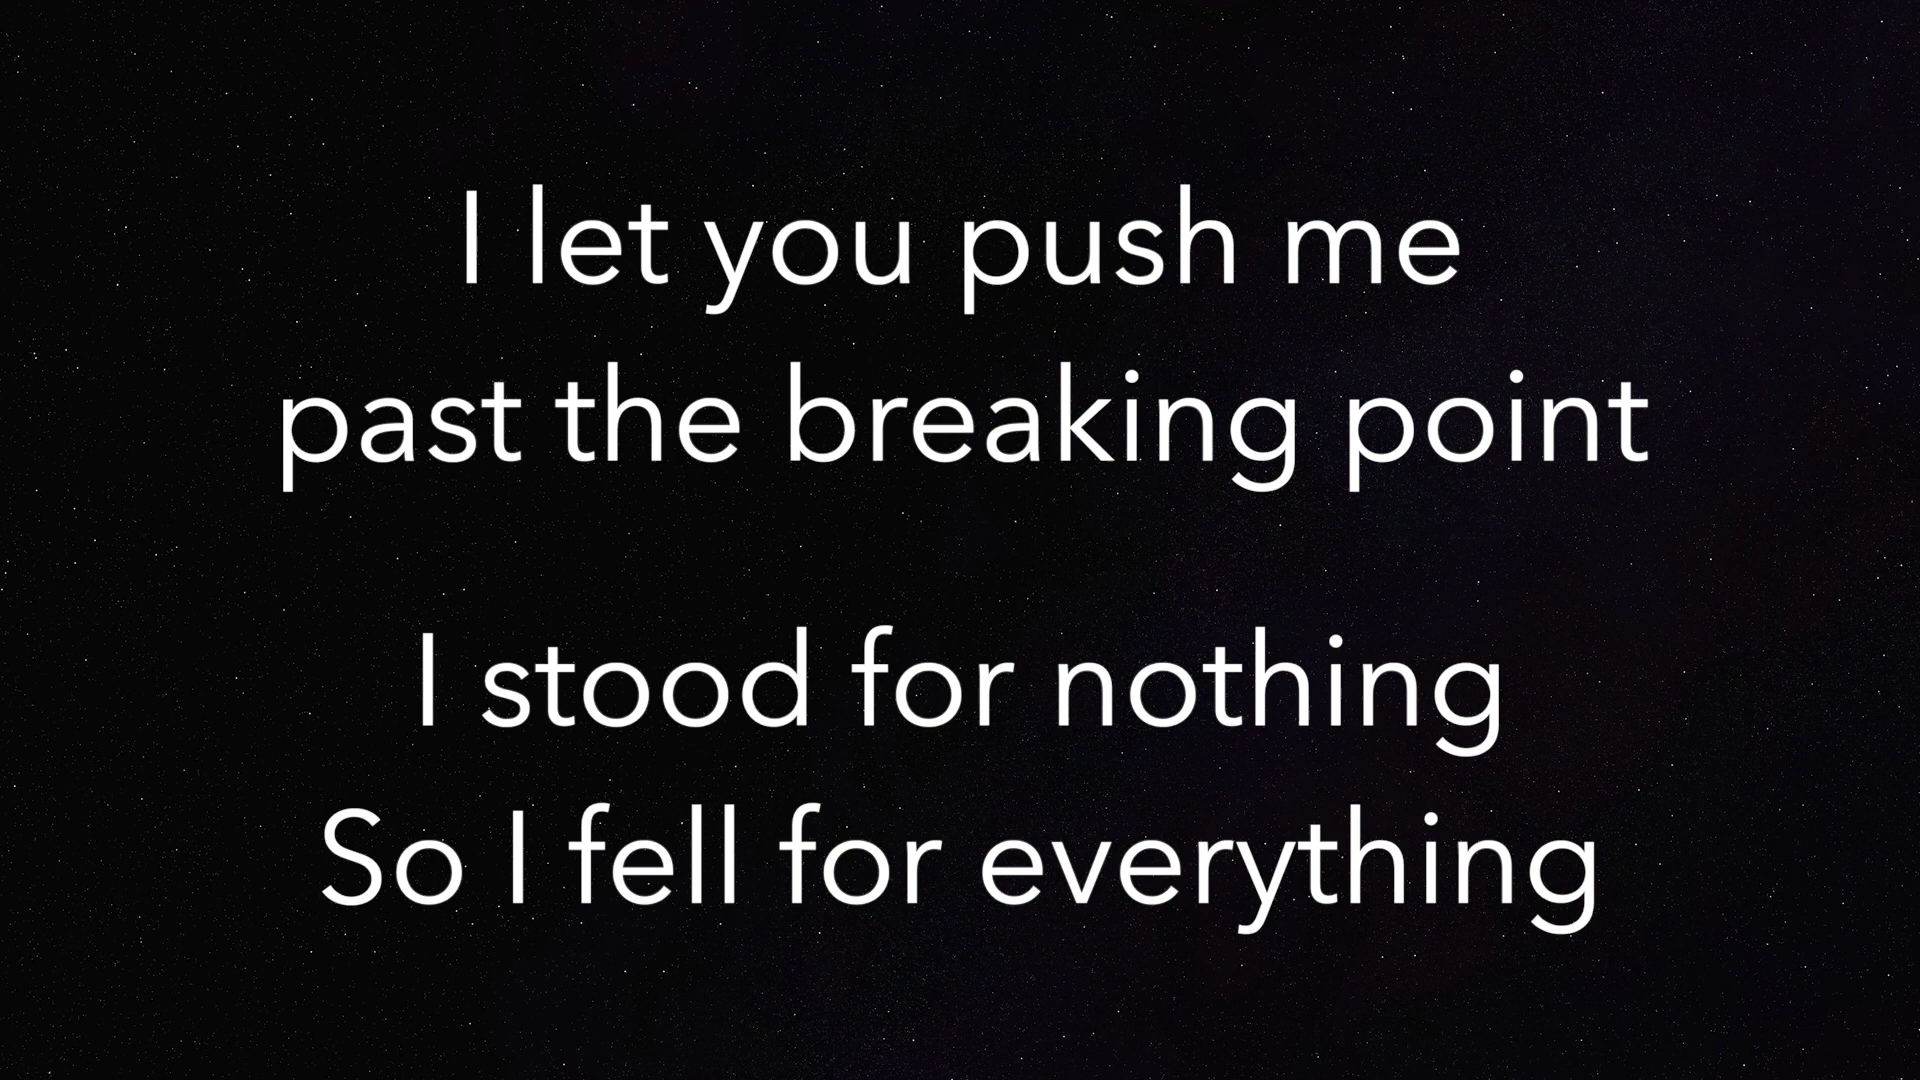 I let you push me
past the breaking point
I stood for nothing
So I fell for everything